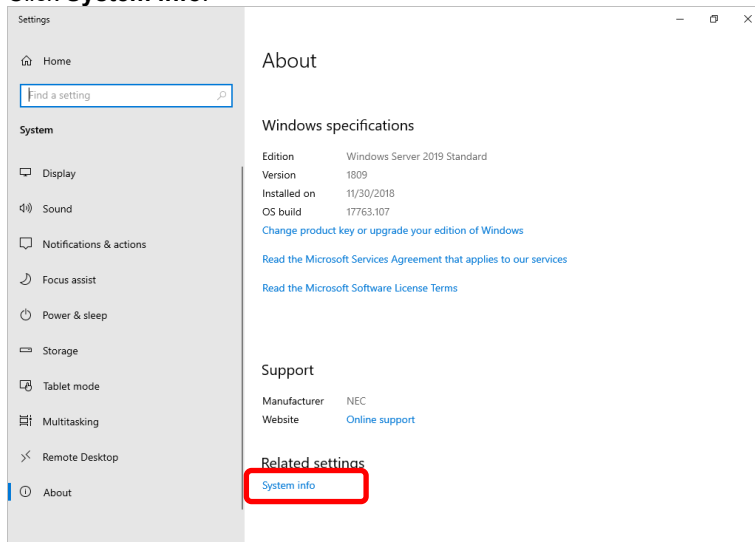 Click System info.
Settings
Home
About
Find a setting
System
Windows specifications
Edition Windows Server 2019 Standard
Display
Version 1809
Installed on 11/30/2018
Sound
OS build 17763.107
Change product key or upgrade your edition of Windows
Notifications & actions
Read the Microsoft Services Agreement that applies to our services
Focus assist
Read the Microsoft Software License Terms
Power & sleep
Storage
Support
Tablet mode
Manufacturer NEC
Website Online support
Multitasking
Remote Desktop
Related settings
System info
About